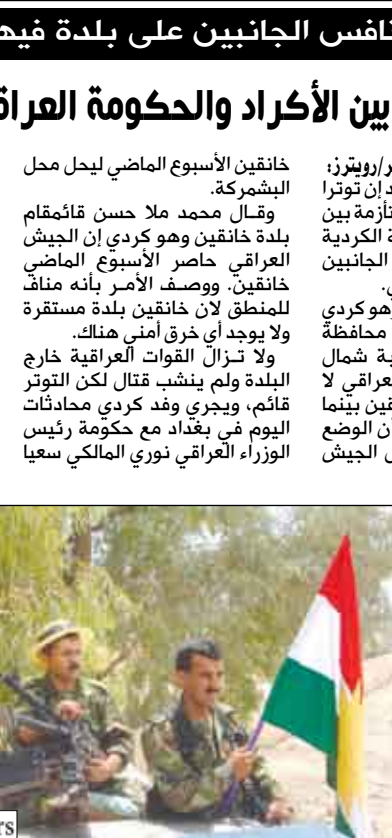 نافس الجانبين على بلدة فيه
بين الأكراد والحكومة العراق
ر/رويترز:
د إن توترا
تأزمة بين
ة الكردية
الجانبين
ي.
هو كردي
محافظة
ية شمال
لعراقي لا
قين بينما
ن الوضع
ل الجيش
خانقين الأسبوع الماضي ليحل محل
البشمركة.
وقال محمد ملا حسن قائمقام
بلدة خانقين وهو كردي إن الجيش
العراقي حاصر الأسبوع الماضي
خانقين. ووصف الأمر بأنه مناف
للمنطق لان خانقين بلدة مستقرة
ولا يوجد أي خرق أمني هناك.
ولا تزال القوات العراقية خارج
البلدة ولم ينشب قتال لكن التوتر
قائم، ويجري وفد كردي محادثات
اليوم في بغداد مع حكومة رئيس
الوزراء العراقي نوري المالكي سعيا
rs